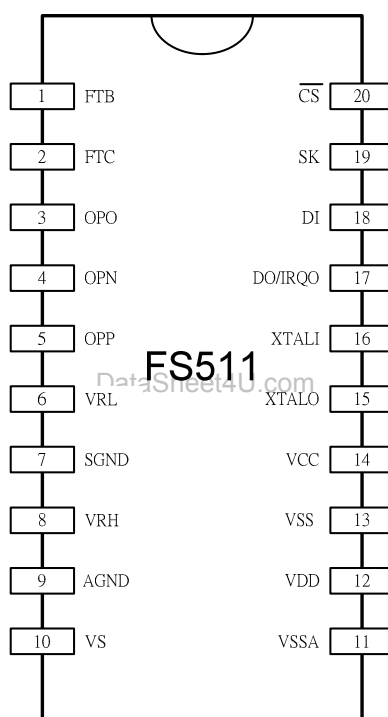 1 FTB CS 20
2 FTC SK 19
3 OPO DI 18
4 OPN DO/IRQO 17
5 OPP XTALI 16
FS511
DataSheet4U.com
6 VRL XTALO 15
7 SGND VCC 14
8 VRH VSS 13
9 AGND VDD 12
10 VS VSSA 11